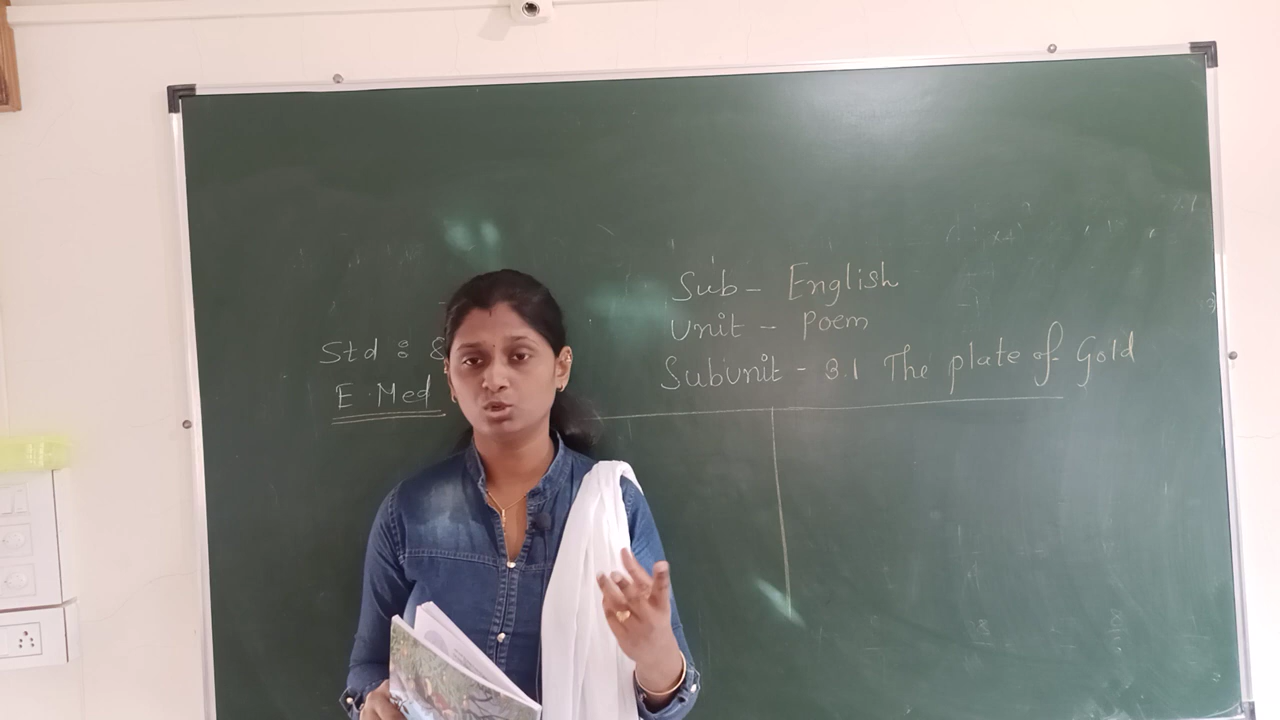 Std : 8
E.Med
Sub - English
Unit - Poem
Subunit - 3.1 The plate of Gold